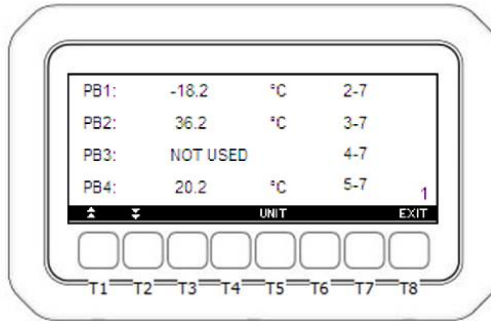 PB1: -18.2 °C 2-7
PB2: 36.2 °C 3-7
PB3: NOT USED 4-7
PB4: 20.2 °C 5-7
1
UNIT EXIT
T1 T2 T3 T4 T5 T6 T7 T8